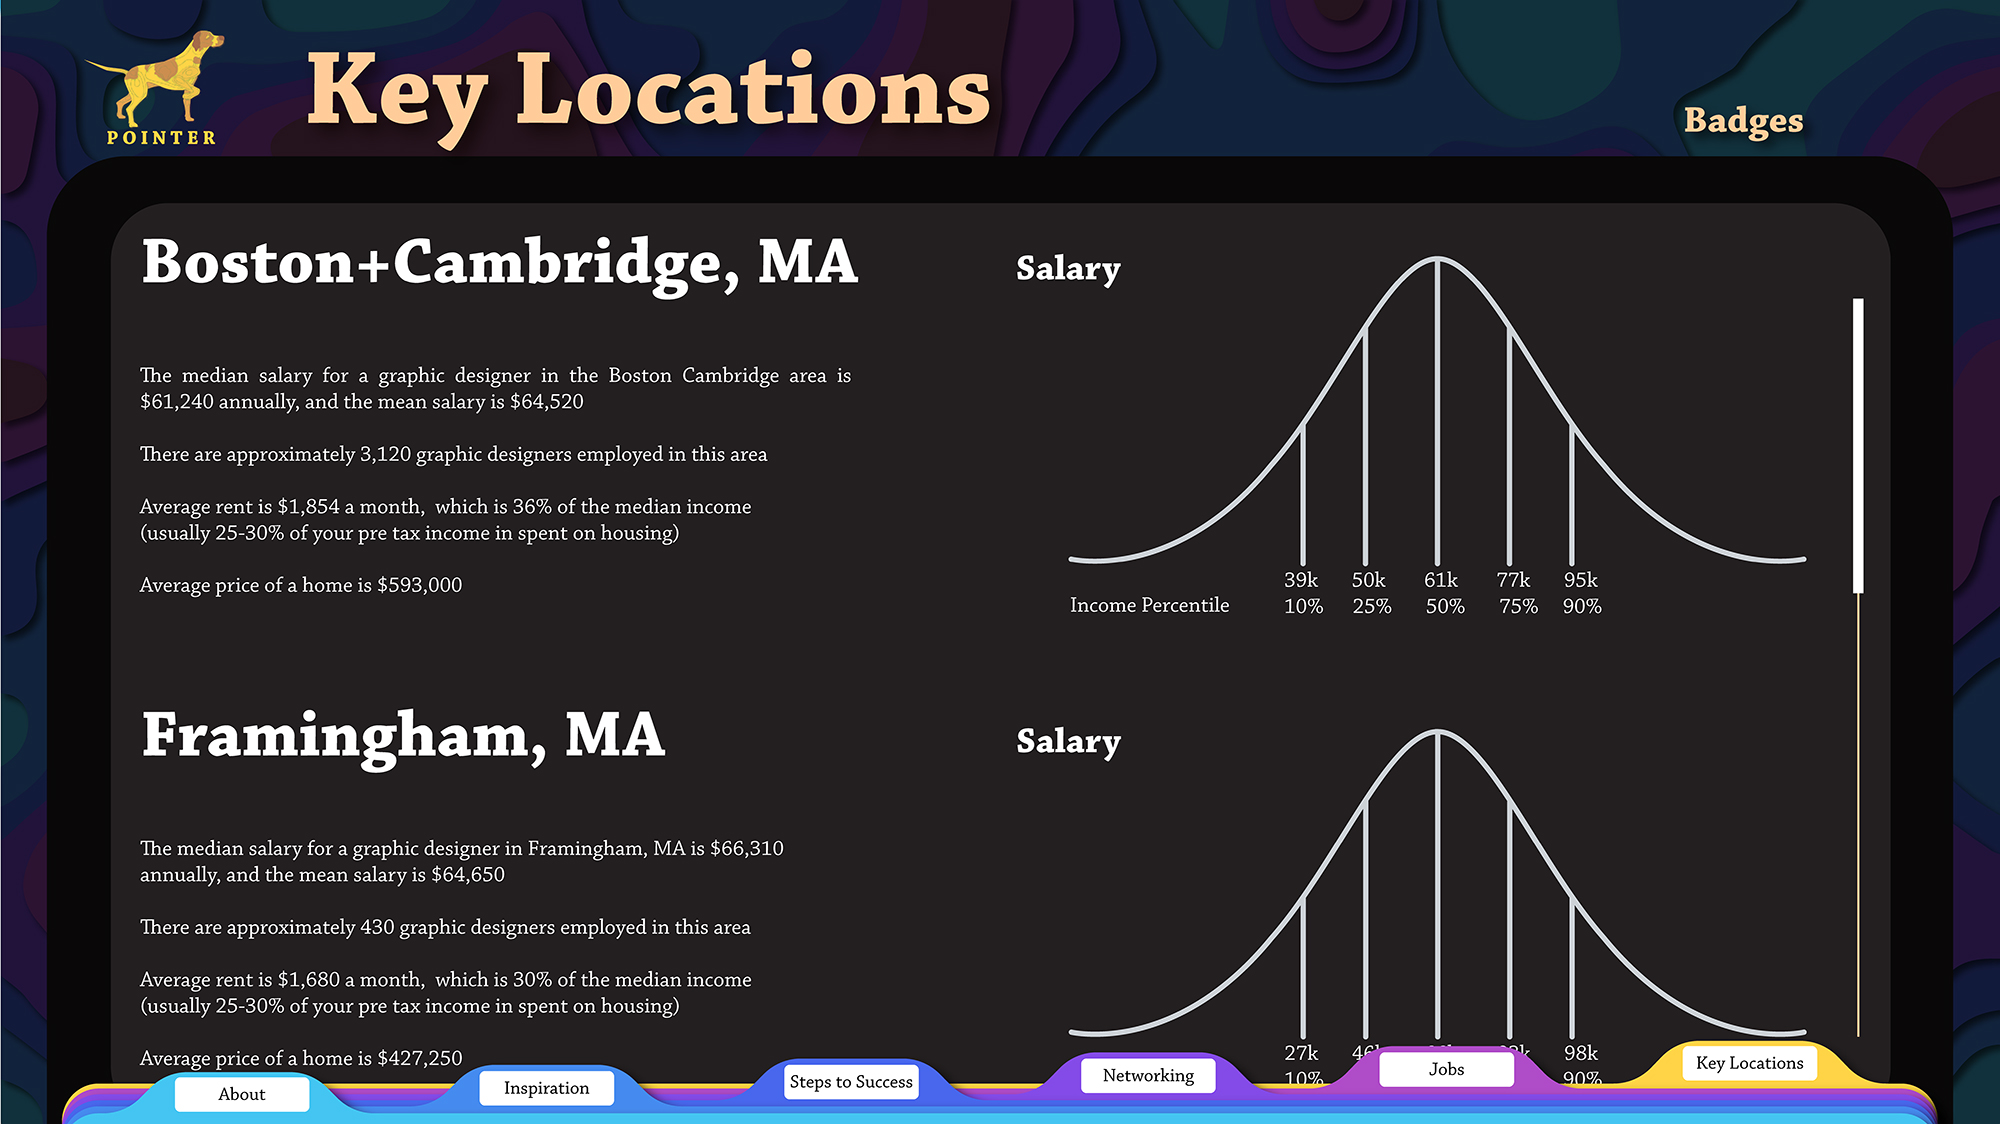 POINTER
Key Locations
Badges
Boston+Cambridge, MA
The median salary for a graphic designer in the Boston Cambridge area is
$61,240 annually, and the mean salary is $64,520
There are approximately 3,120 graphic designers employed in this area
Average rent is $1,854 a month, which is 36% of the median income
(usually 25-30% of your pre tax income in spent on housing)
Average price of a home is $593,000
Salary
39k 50k 61k 77k 95k
Income Percentile 10% 25% 50% 75% 90%
Framingham, MA
The median salary for a graphic designer in Framingham, MA is $66,310
annually, and the mean salary is $64,650
There are approximately 430 graphic designers employed in this area
Average rent is $1,680 a month, which is 30% of the median income
(usually 25-30% of your pre tax income in spent on housing)
Average price of a home is $427,250
Salary
27k 98k
10% 90%
About
Inspiration
Steps to Success
Networking
Jobs
Key Locations